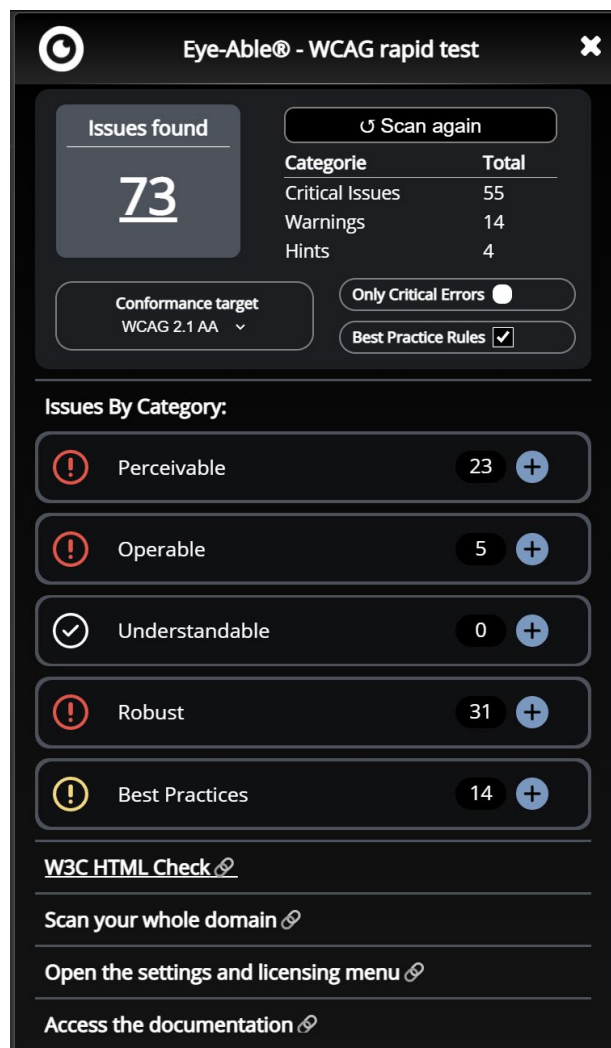 Eye-Able® - WCAG rapid test
Issues found
73
↺ Scan again
Categorie Total
Critical Issues 55
Warnings 14
Hints 4
Conformance target
WCAG 2.1 AA
Only Critical Errors
Best Practice Rules
Issues By Category:
Perceivable 23
Operable 5
Understandable 0
Robust 31
Best Practices 14
W3C HTML Check
Scan your whole domain
Open the settings and licensing menu
Access the documentation